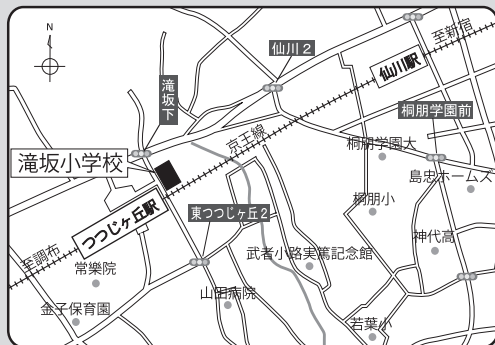 N
仙川2
至新宿
仙川駅
滝坂下
桐朋学園前
京王線
桐朋学園大
滝坂小学校
島忠ホームズ
桐朋小
つつじヶ丘駅
東つつじヶ丘2
神代高
至調布
常樂院
武者小路実篤記念館
山田病院
金子保育園
若葉小